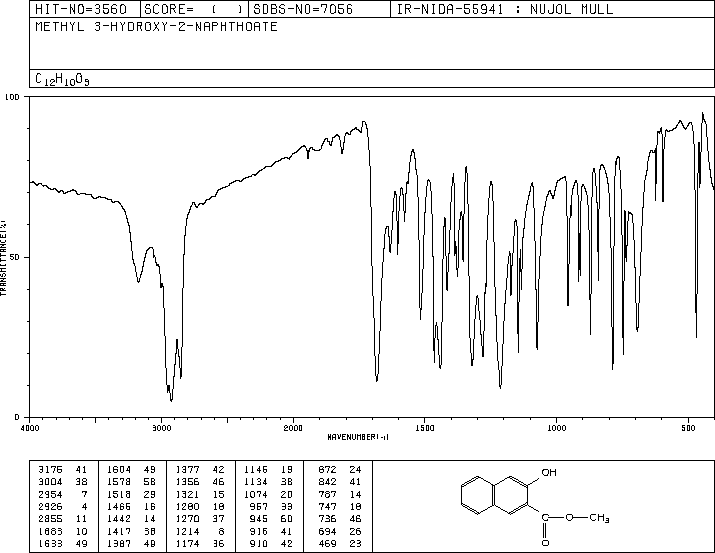 HIT-NO=3560 SCORE= ( ) SDBS-NO=7056 IR-NIDA-55941 : NUJOL MULL
METHYL 3-HYDROXY-2-NAPHTHOATE
C12H10O3
100
50
0
TRANSMITTANCE(%)
4000 3000 2000 1500 1000 500
WAVENUMBER(-1)
3176 41 1604 49 1377 42 1146 19 872 24
3004 38 1578 58 1356 46 1134 38 842 41
2954 7 1518 29 1321 15 1074 20 787 14
2926 4 1466 16 1280 18 957 33 747 18
2855 11 1442 14 1270 37 945 60 736 46
1683 10 1417 38 1214 8 916 41 694 26
1633 49 1387 49 1174 36 910 42 469 23
OH
C O CH3
O